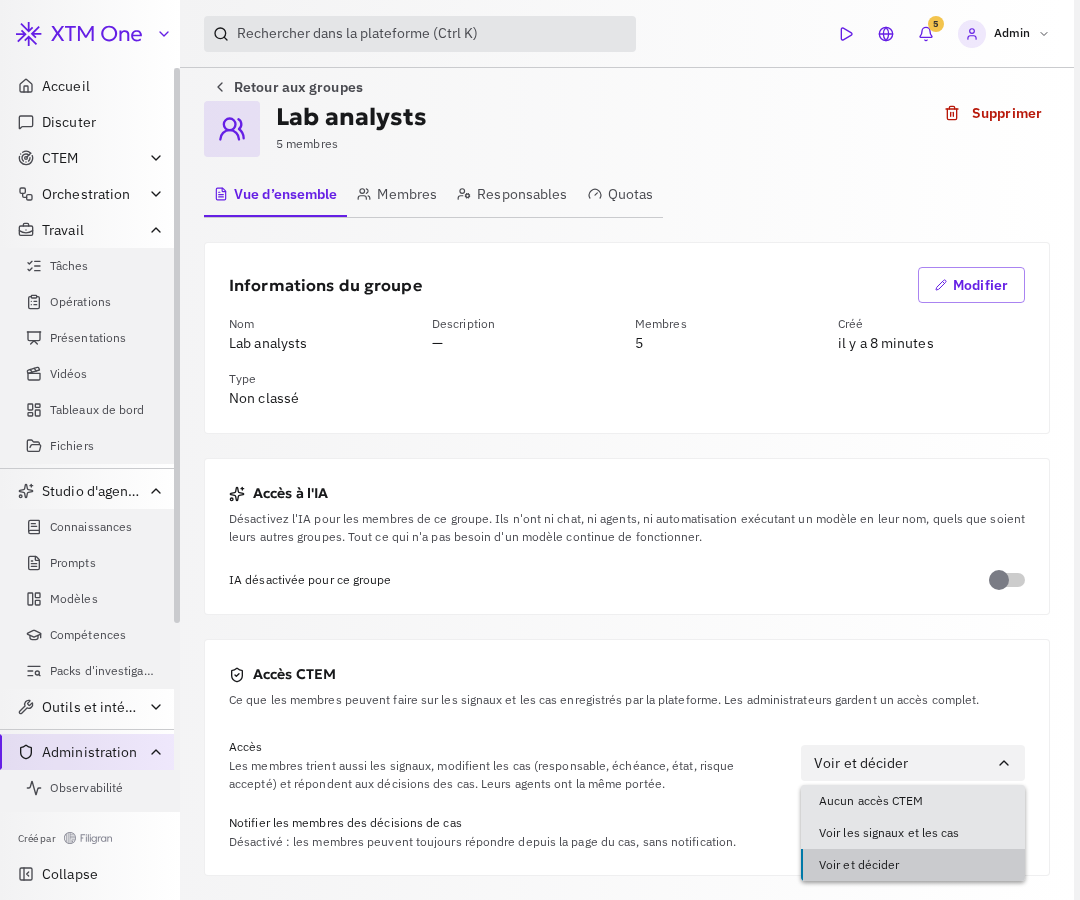 XTM One
Rechercher dans la plateforme (Ctrl K)
5
Admin
Accueil
Discuter
CTEM
Orchestration
Travail
Tâches
Opérations
Présentations
Vidéos
Tableaux de bord
Fichiers
Studio d'agen...
Connaissances
Prompts
Modèles
Compétences
Packs d'investiga...
Outils et inté...
Administration
Observabilité
Créé par Filigran
Collapse
Retour aux groupes
Lab analysts
5 membres
Supprimer
Vue d’ensemble
Membres
Responsables
Quotas
Informations du groupe
Modifier
Nom
Lab analysts
Description
—
Membres
5
Créé
il y a 8 minutes
Type
Non classé
Accès à l'IA
Désactivez l'IA pour les membres de ce groupe. Ils n'ont ni chat, ni agents, ni automatisation exécutant un modèle en leur nom, quels que soient
leurs autres groupes. Tout ce qui n'a pas besoin d'un modèle continue de fonctionner.
IA désactivée pour ce groupe
Accès CTEM
Ce que les membres peuvent faire sur les signaux et les cas enregistrés par la plateforme. Les administrateurs gardent un accès complet.
Accès
Les membres trient aussi les signaux, modifient les cas (responsable, échéance, état, risque
accepté) et répondent aux décisions des cas. Leurs agents ont la même portée.
Voir et décider
Aucun accès CTEM
Voir les signaux et les cas
Voir et décider
Notifier les membres des décisions de cas
Désactivé : les membres peuvent toujours répondre depuis la page du cas, sans notification.